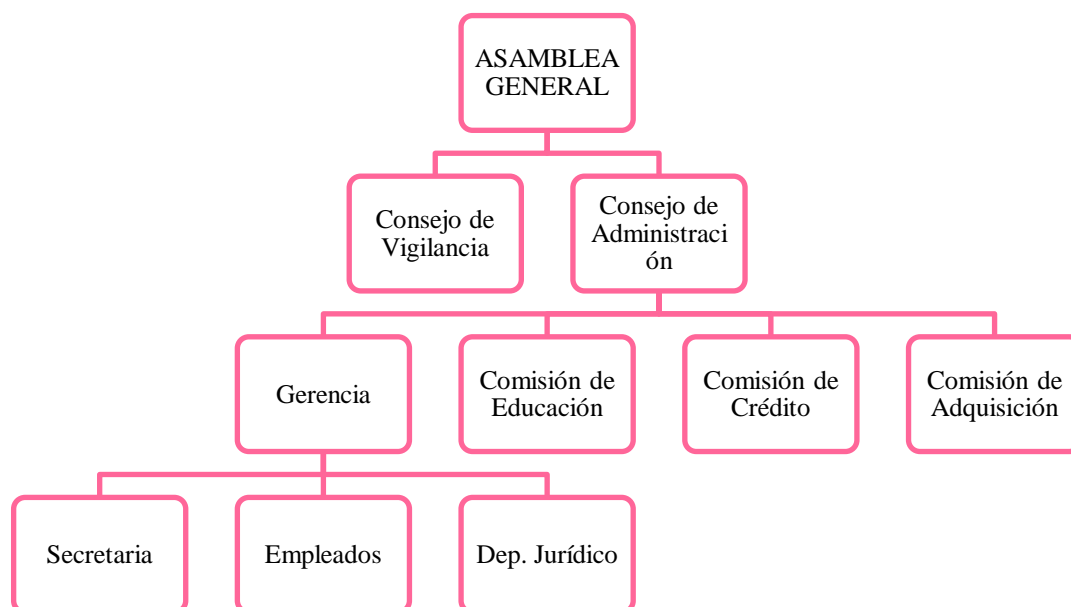 ASAMBLEA
GENERAL
Consejo de
Vigilancia
Consejo de
Administraci
ón
Gerencia
Comisión de
Educación
Comisión de
Crédito
Comisión de
Adquisición
Secretaria
Empleados
Dep. Jurídico